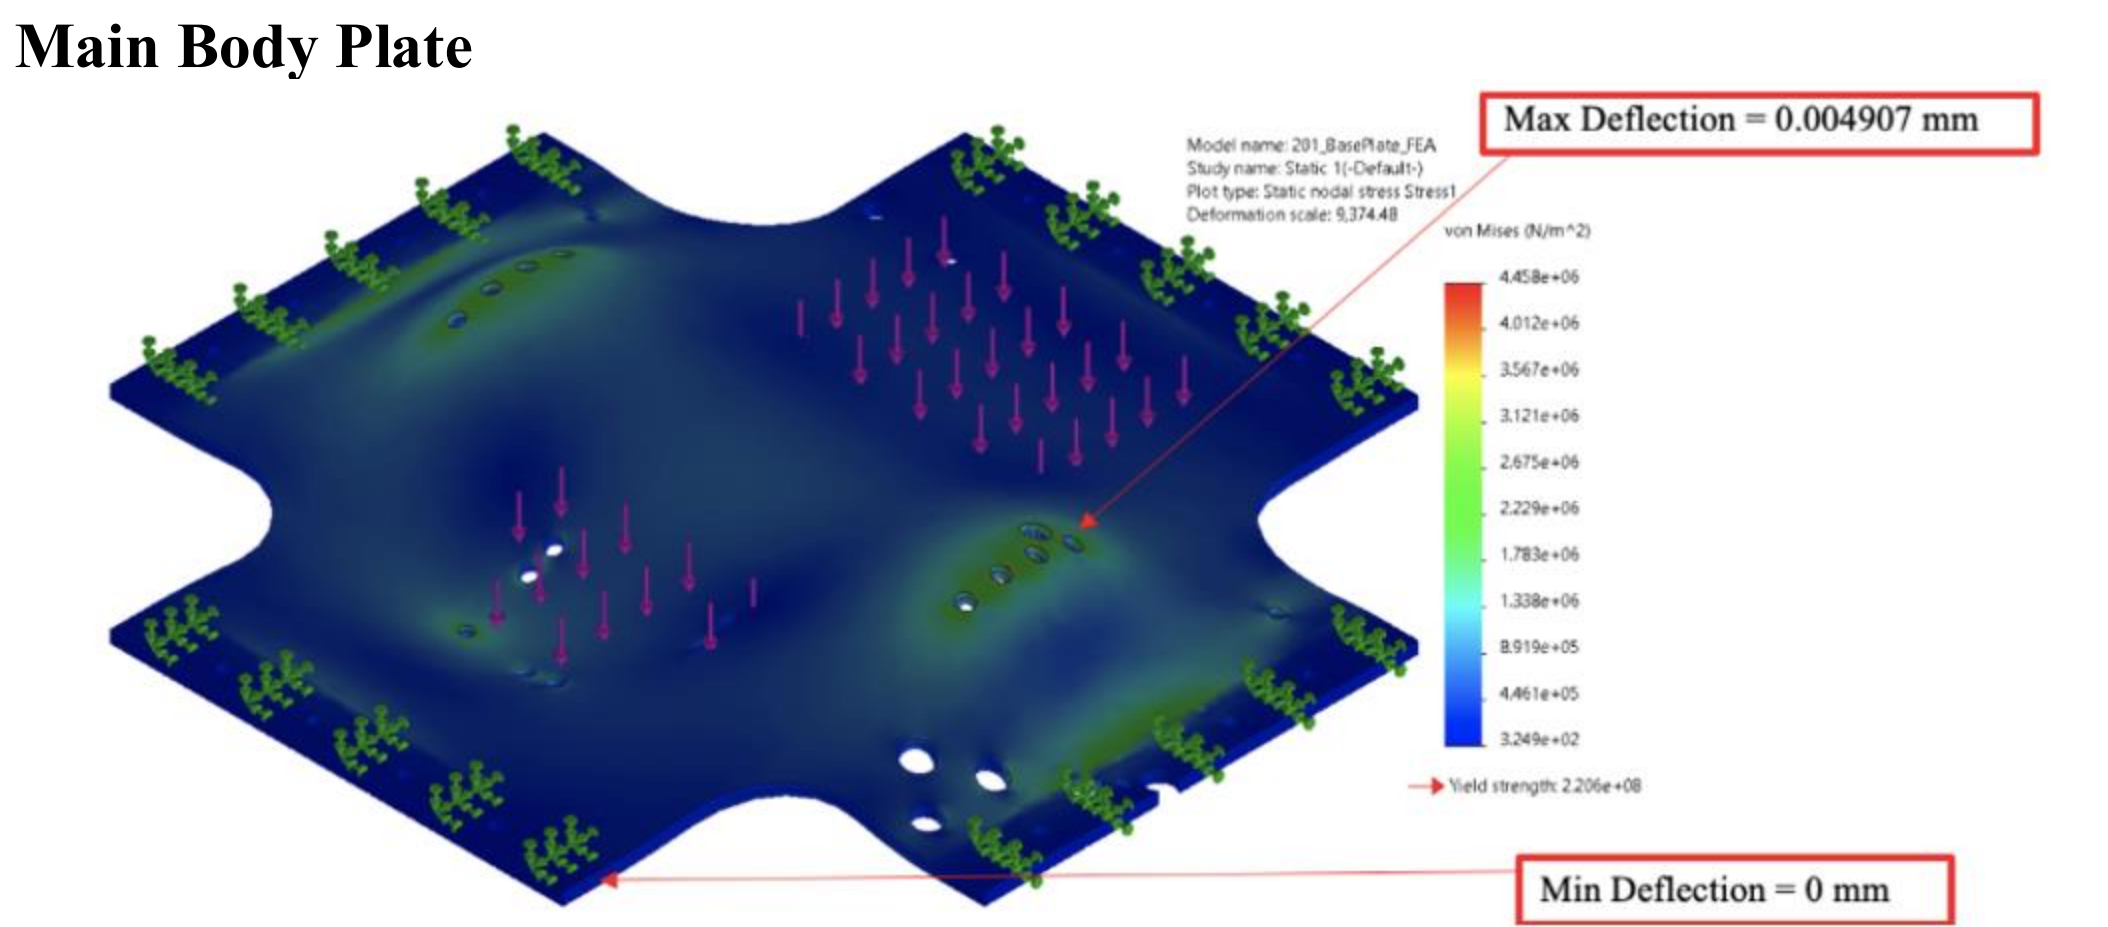 Main Body Plate
Max Deflection = 0.004907 mm
Model name: 201_BasePlate_FEA
Study name: Static 1(-Default-)
Plot type: Static nodal stress Stress1
Deformation scale: 9,374.48
von Mises (N/m^2)
4.458e+06
4.012e+06
3.567e+06
3.121e+06
2.675e+06
2.229e+06
1.783e+06
1.338e+06
8.919e+05
4.461e+05
3.249e+02
Yield strength: 2.206e+08
Min Deflection = 0 mm